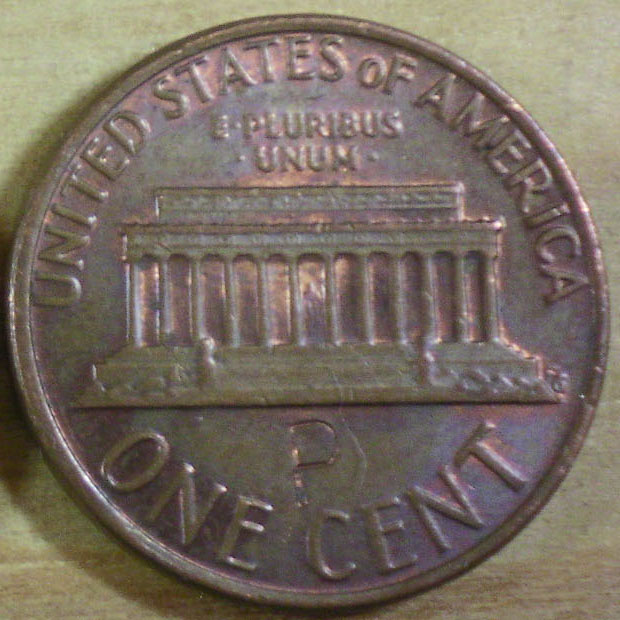 UNITED STATES OF AMERICA
E·PLURIBUS
·UNUM·
P
ONE CENT